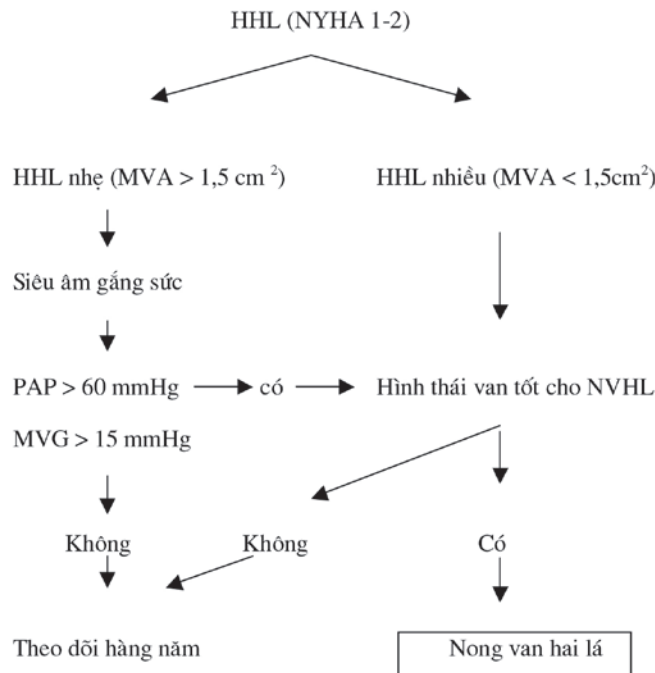 HHL (NYHA 1-2)
HHL nhẹ (MVA > 1,5 cm ²)
HHL nhiều (MVA < 1,5cm²)
Siêu âm gắng sức
PAP > 60 mmHg
có
Hình thái van tốt cho NVHL
MVG > 15 mmHg
Không
Không
Có
Theo dõi hàng năm
Nong van hai lá